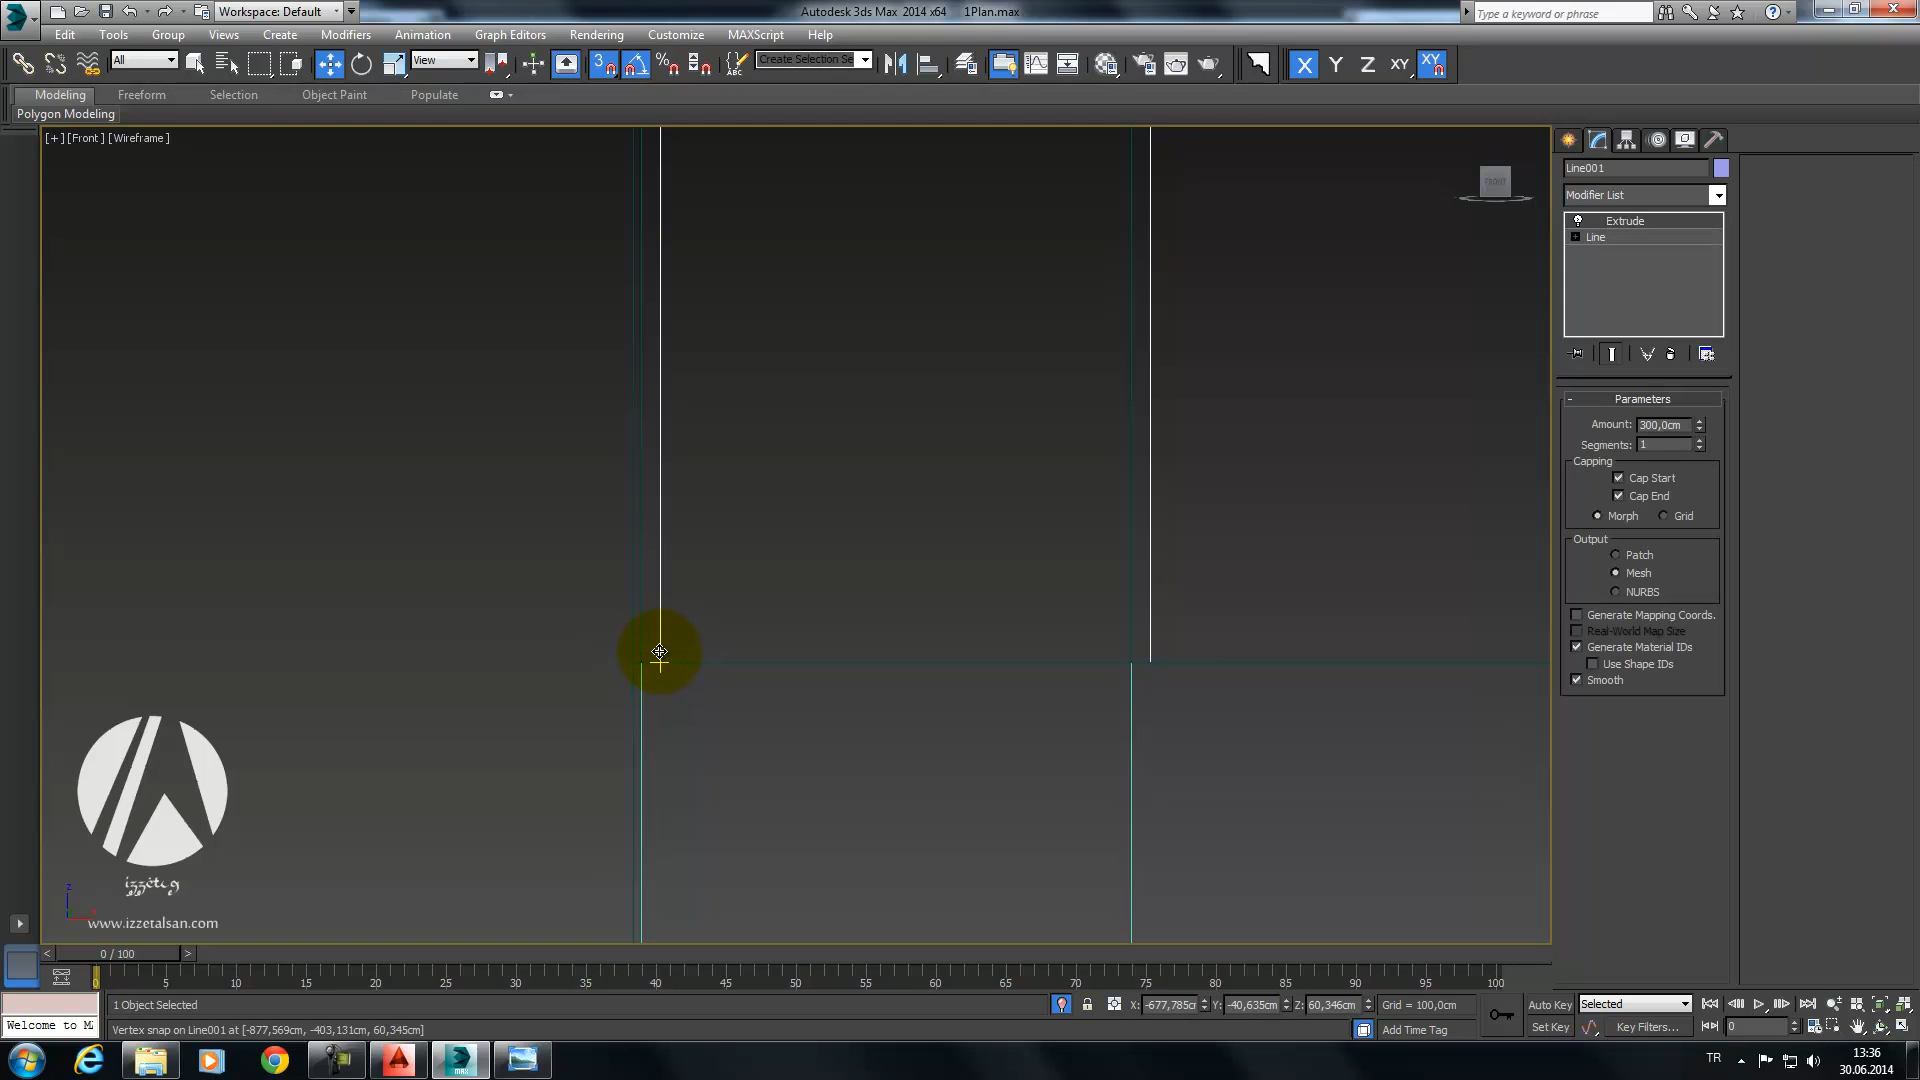 Workspace: Default
Autodesk 3ds Max 2014 x64
1Plan.max
Type a keyword or phrase
Edit
Tools
Group
Views
Create
Modifiers
Animation
Graph Editors
Rendering
Customize
MAXScript
Help
All
View
3
Create Selection Se
X
Y
Z
XY
XY
Modeling
Freeform
Selection
Object Paint
Populate
Polygon Modeling
[+] [Front ] [Wireframe ]
FRONT
Line001
Modifier List
Extrude
Line
Parameters
Amount: 300,0cm
Segments: 1
Capping
Cap Start
Cap End
Morph
Grid
Output
Patch
Mesh
NURBS
Generate Mapping Coords.
Real-World Map Size
Generate Material IDs
Use Shape IDs
Smooth
z
www.izzetalsan.com
< 0 / 100 >
0 5 10 15 20 25 30 35 40 45 50 55 60 65 70 75 80 85 90 95 100
1 Object Selected
X: -677,785cm
Y: -40,635cm
Z: 60,346cm
Grid = 100,0cm
Auto Key
Selected
Welcome to M
Vertex snap on Line001 at [-877,569cm, -403,131cm, 60,345cm]
Add Time Tag
Set Key
Key Filters...
0
MAX
TR
13:36
30.06.2014